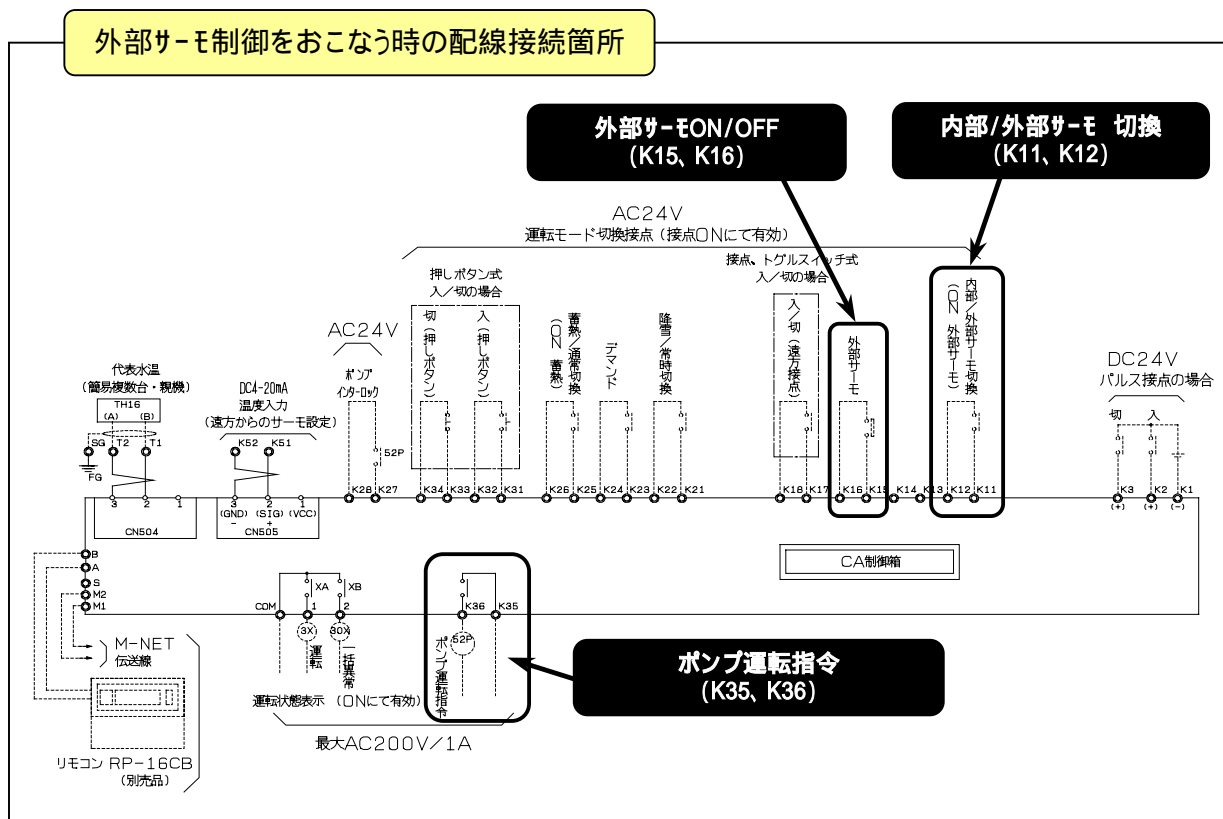 外部サーモ制御をおこなう時の配線接続箇所
外部サーモON/OFF
(K15、K16)
内部/外部サーモ 切換
(K11、K12)
AC24V
運転モード切換接点（接点ONにて有効）
押しボタン式
入／切の場合
接点、トグルスイッチ式
入／切の場合
切（押しボタン）
入（押しボタン）
蓄熱／通常切換
（ON 蓄熱）
デマンド
降雪／常時切換
入／切（遠方接点）
外部サーモ
内部／外部サーモ切換
（ON 外部サーモ）
AC24V
ポンプ
インターロック
52P
DC24V
パルス接点の場合
切 入
代表水温
（簡易複数台・親機）
TH16
(A) (B)
SG T2 T1
FG
DC4-20mA
温度入力
（遠方からのサーモ設定）
K52 K51
K28 K27 K34 K33 K32 K31 K26 K25 K24 K23 K22 K21 K18 K17 K16 K15 K14 K13 K12 K11 K3 K2 K1
(+) (+) (-)
3 2 1
CN504
3 2 1
(GND) (SIG) (VCC)
- +
CN505
CA制御箱
B
A
S
M2
M1
COM 1 2 K36 K35
XA XB
3X 30X 52P
運転
一括異常
ポンプ運転指令
運転状態表示 （ONにて有効）
最大AC200V／1A
ポンプ運転指令
(K35、K36)
M-NET
伝送線
リモコン RP-16CB
（別売品）